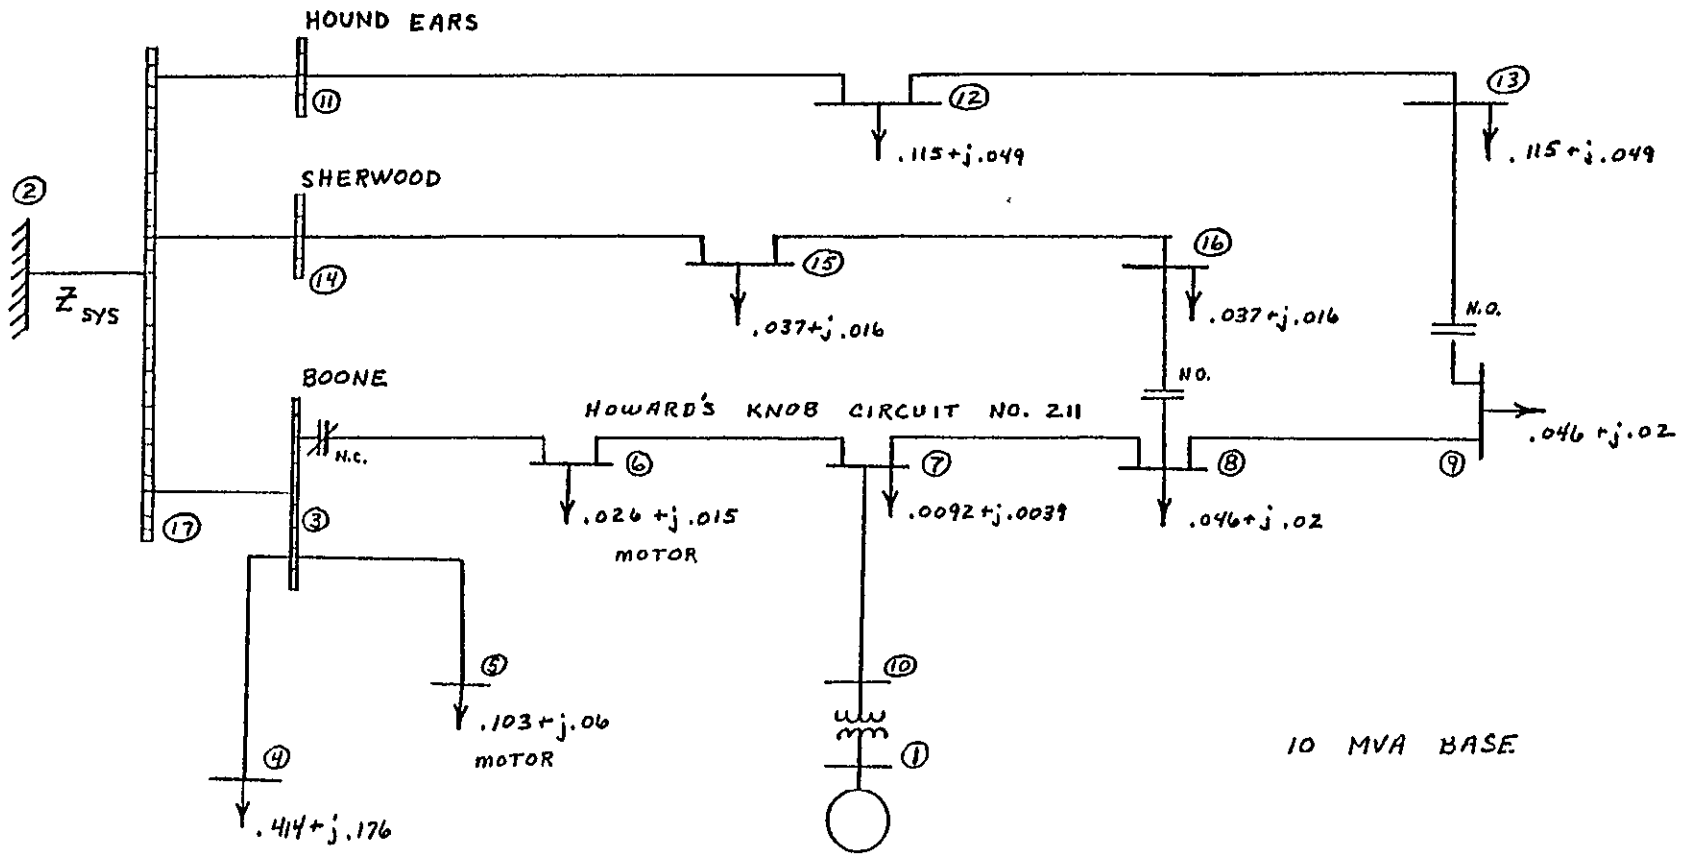 HOUND EARS
⑪
⑫
⑬
.115+j.049
.115+j.049
SHERWOOD
②
⑭
⑮
⑯
Z SYS
.037+j.016
.037+j.016
N.O.
BOONE
N.O.
HOWARD'S KNOB CIRCUIT NO. 211
.046+j.02
N.C.
⑥
⑦
⑧
⑨
⑰
③
.026+j.015
MOTOR
.0092+j.0039
.046+j.02
⑤
⑩
.103+j.06
MOTOR
④
①
10 MVA BASE
.414+j.176